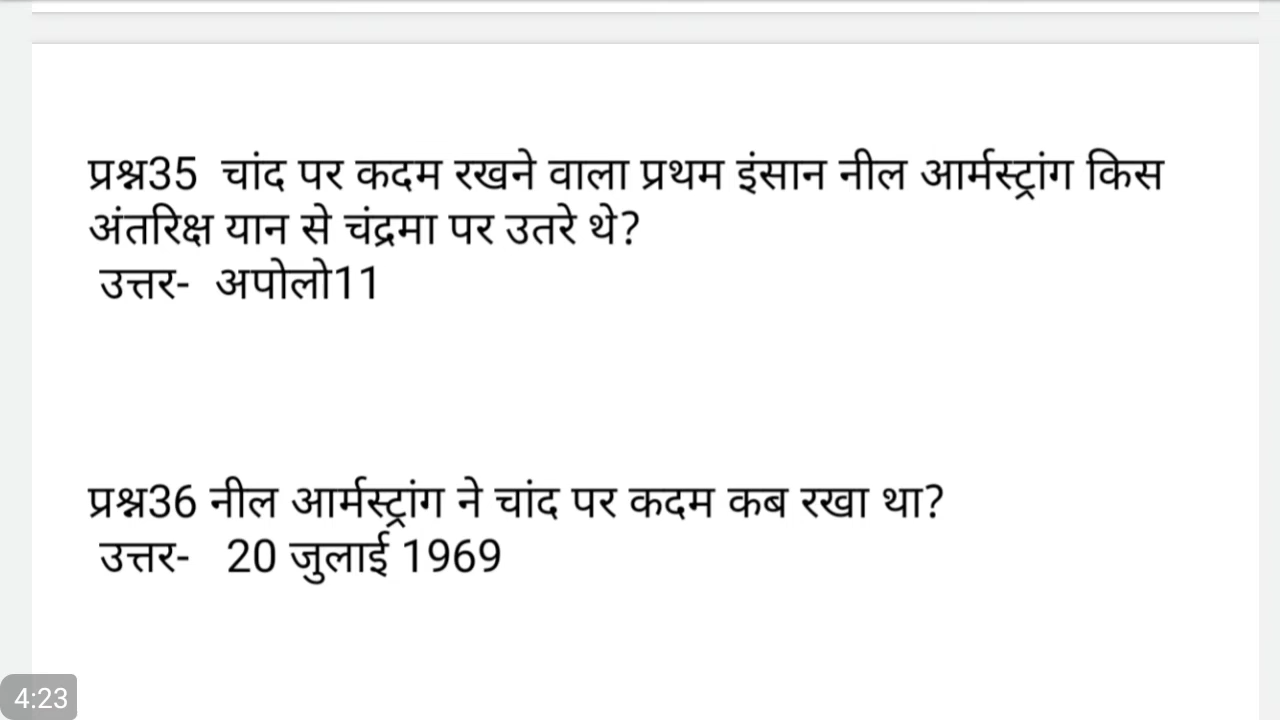 प्रश्न35  चांद पर कदम रखने वाला प्रथम इंसान नील आर्मस्ट्रांग किस
अंतरिक्ष यान से चंद्रमा पर उतरे थे?
उत्तर-  अपोलो11
प्रश्न36 नील आर्मस्ट्रांग ने चांद पर कदम कब रखा था?
उत्तर-   20 जुलाई 1969
4:23